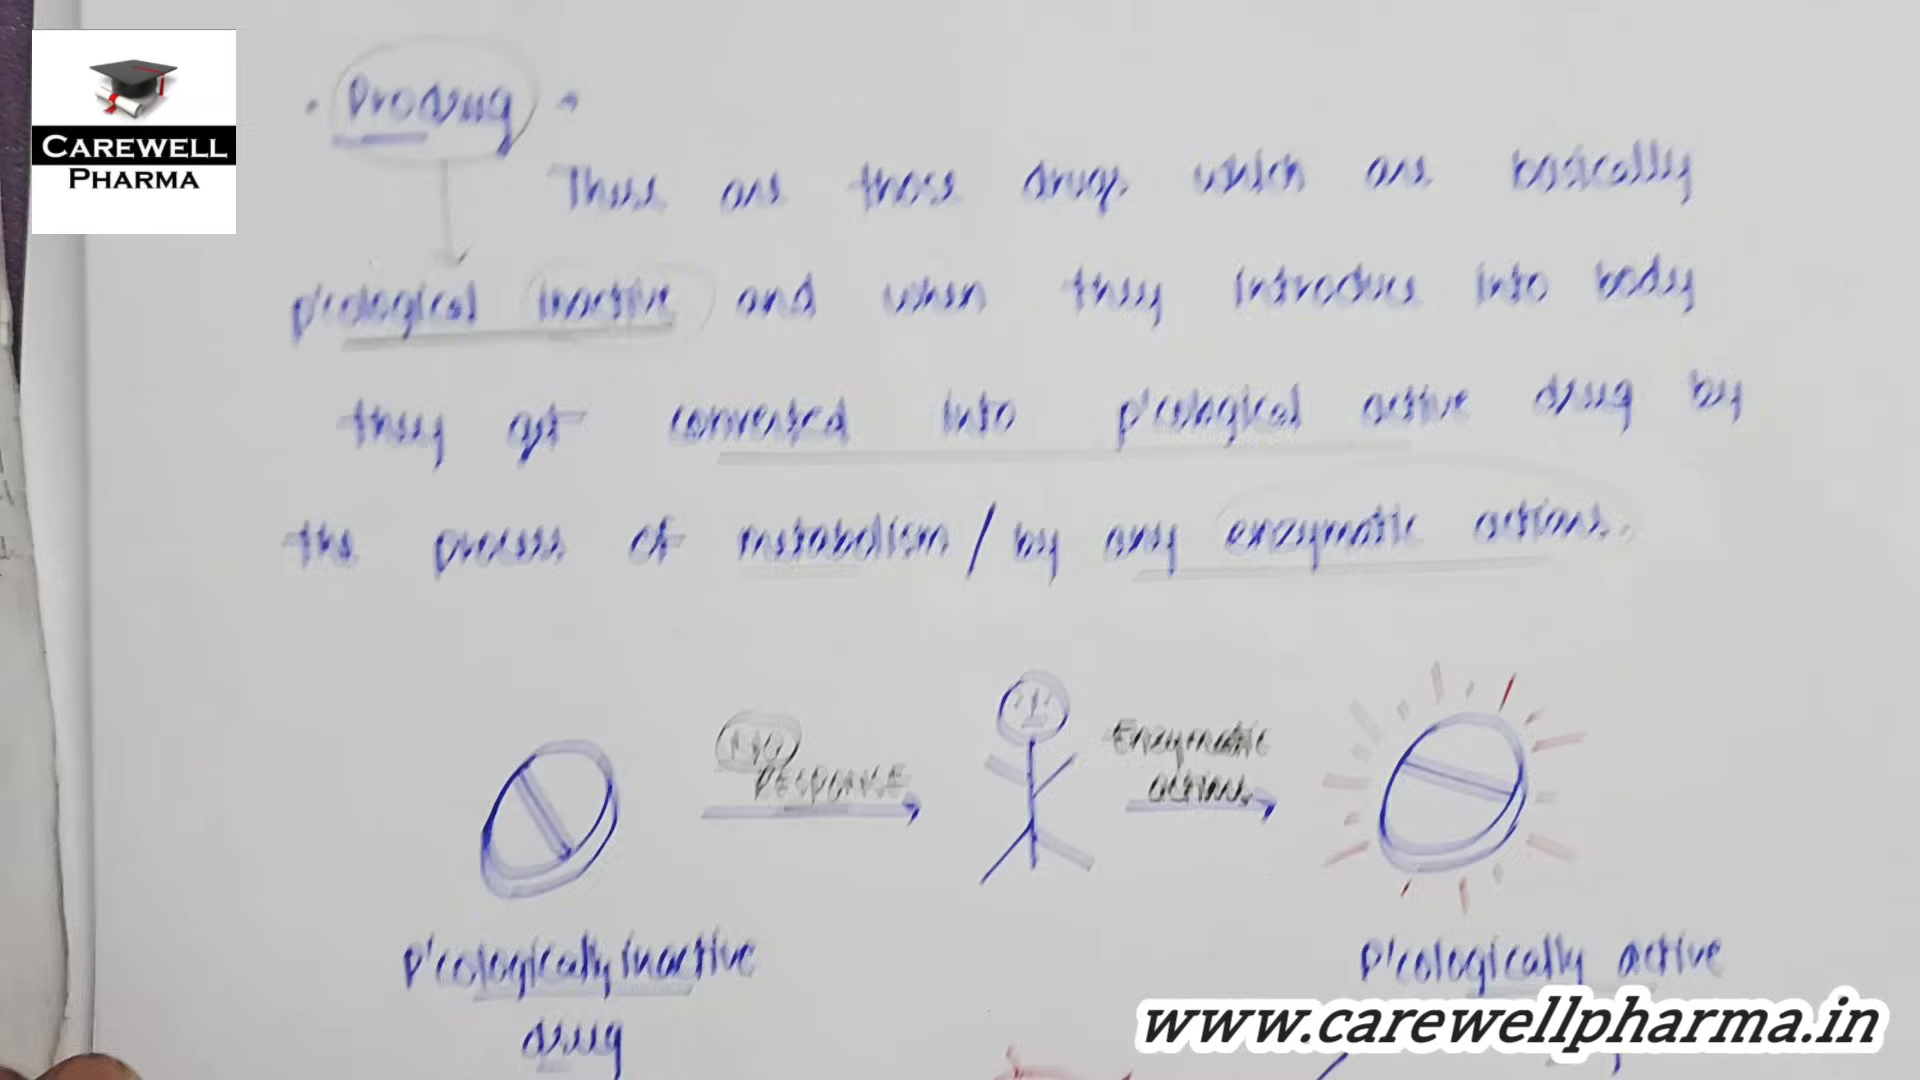 CAREWELL
PHARMA
• Prodrug →
These are those drugs which are basically
p'cological inactive and when they introduce into body
they get converted into p'cological active drug by
the process of metabolism / by any enzymatic actions.
NO
RESPONSE
Enzymatic
actions
P'cologically inactive
drug
P'cologically active
www.carewellpharma.in